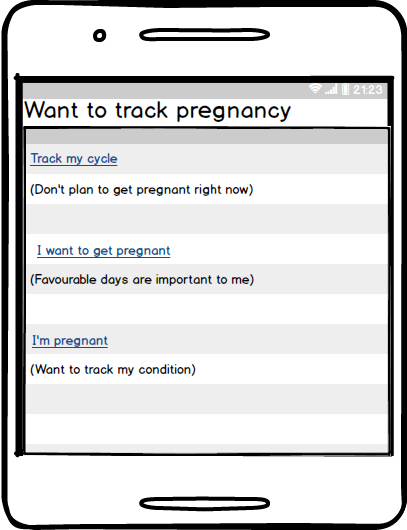 21:23
Want to track pregnancy
Track my cycle
(Don't plan to get pregnant right now)
I want to get pregnant
(Favourable days are important to me)
I'm pregnant
(Want to track my condition)